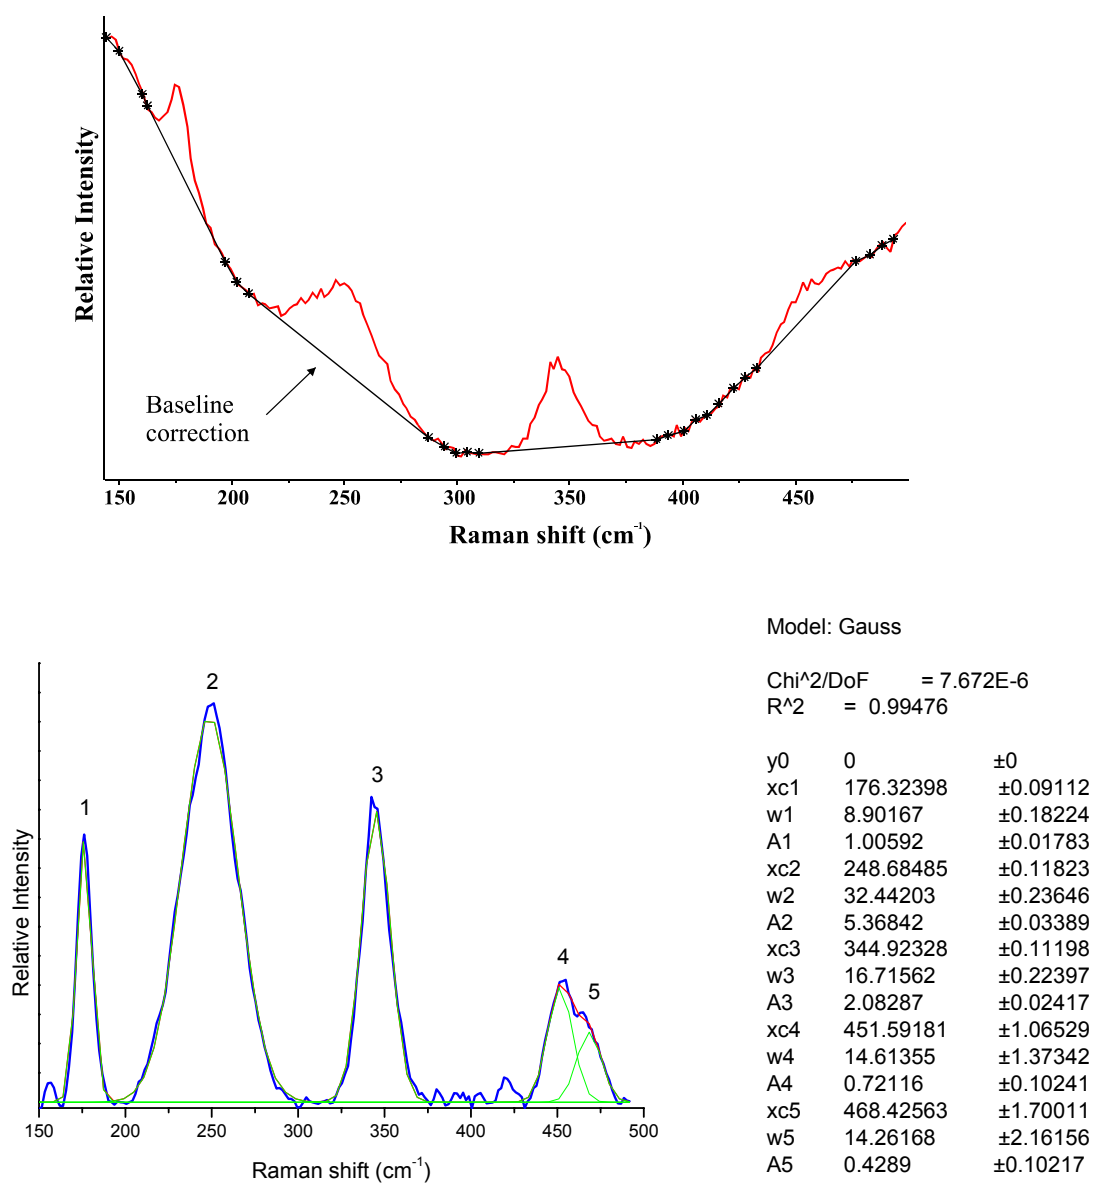 Relative Intensity
Baseline
correction
150 200 250 300 350 400 450
Raman shift (cm-1)
Model: Gauss
Chi^2/DoF = 7.672E-6
R^2 = 0.99476
y0 0 ±0
xc1 176.32398 ±0.09112
w1 8.90167 ±0.18224
A1 1.00592 ±0.01783
xc2 248.68485 ±0.11823
w2 32.44203 ±0.23646
A2 5.36842 ±0.03389
xc3 344.92328 ±0.11198
w3 16.71562 ±0.22397
A3 2.08287 ±0.02417
xc4 451.59181 ±1.06529
w4 14.61355 ±1.37342
A4 0.72116 ±0.10241
xc5 468.42563 ±1.70011
w5 14.26168 ±2.16156
A5 0.4289 ±0.10217
Relative Intensity
1
2
3
4
5
150 200 250 300 350 400 450 500
Raman shift (cm-1)